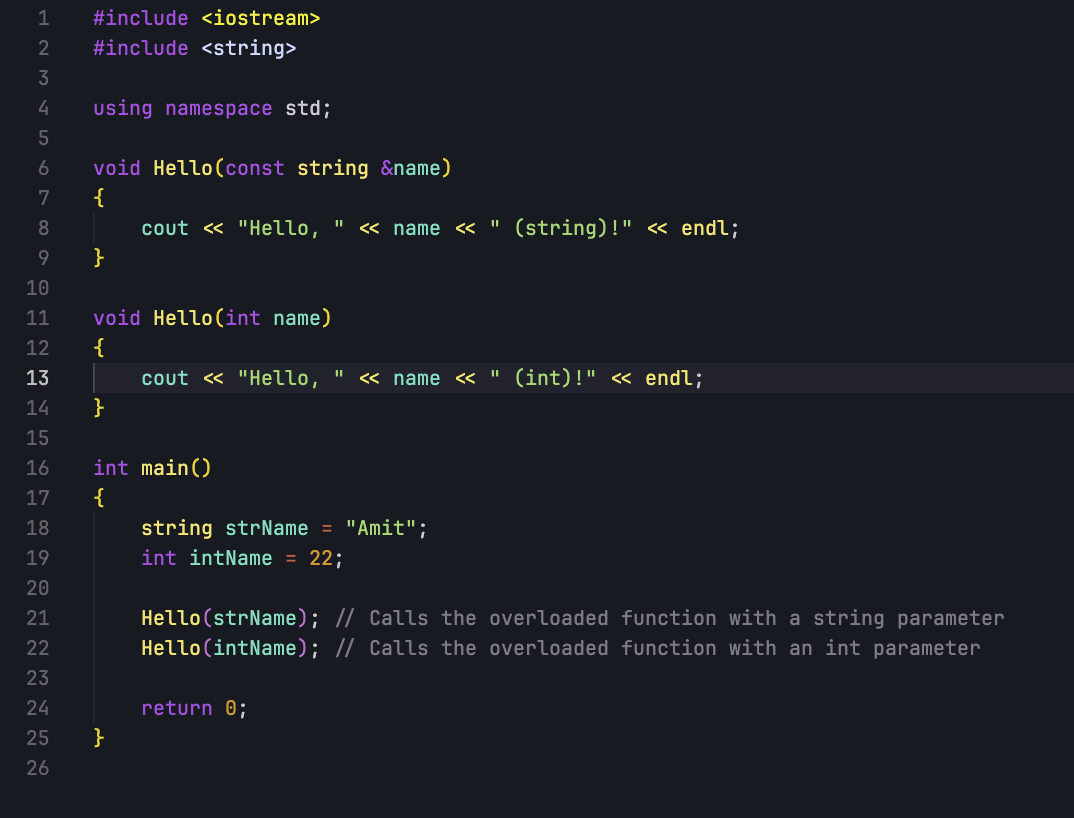 1 #include <iostream>
2 #include <string>
3
4 using namespace std;
5
6 void Hello(const string &name)
7 {
8     cout << "Hello, " << name << " (string)!" << endl;
9 }
10
11 void Hello(int name)
12 {
13     cout << "Hello, " << name << " (int)!" << endl;
14 }
15
16 int main()
17 {
18     string strName = "Amit";
19     int intName = 22;
20
21     Hello(strName); // Calls the overloaded function with a string parameter
22     Hello(intName); // Calls the overloaded function with an int parameter
23
24     return 0;
25 }
26